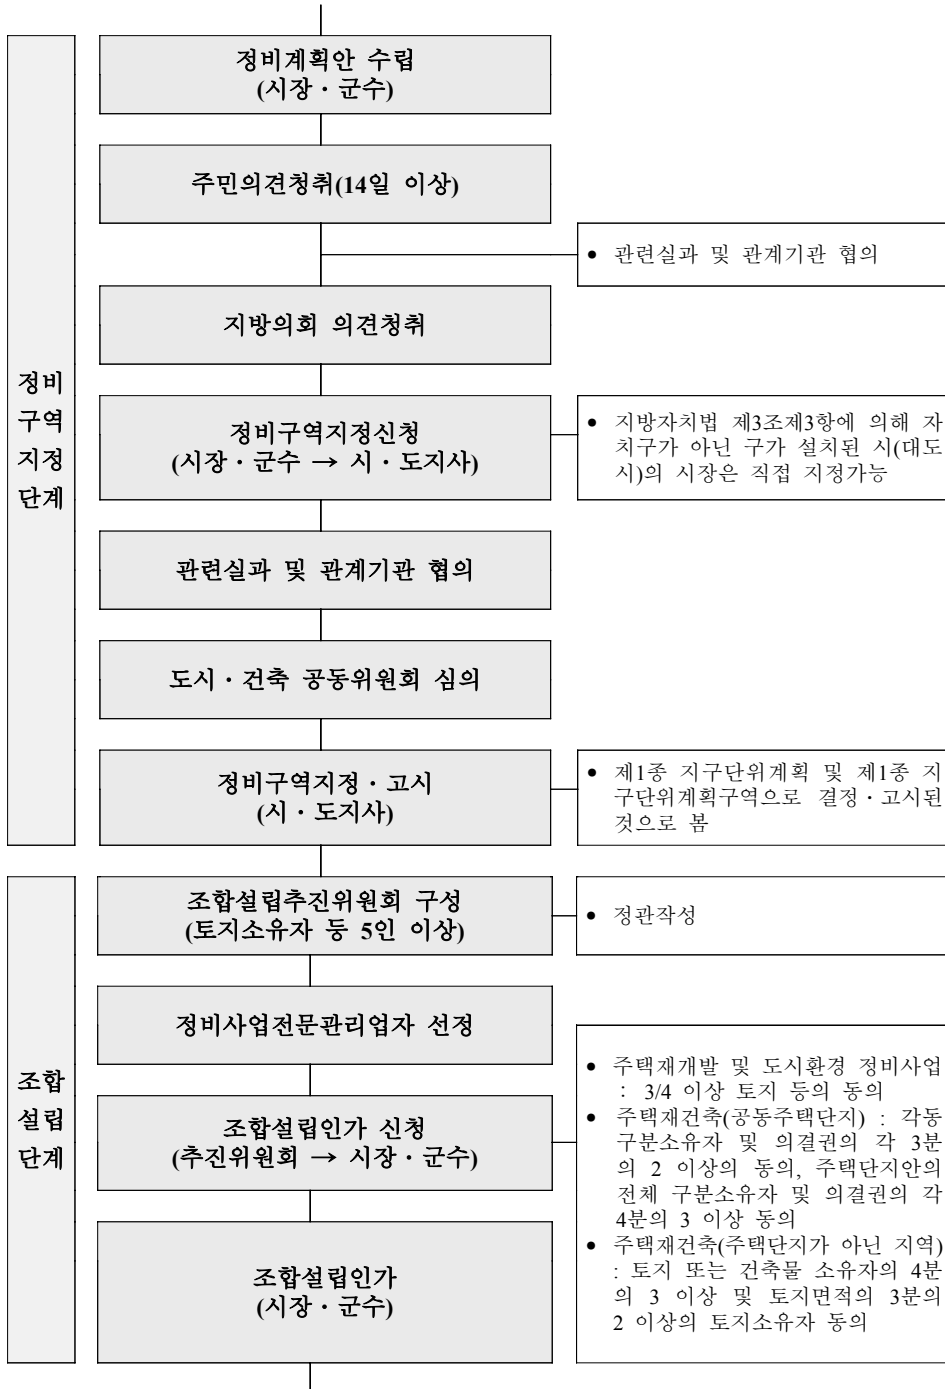 정비계획안 수립
(시장·군수)
주민의견청취(14일 이상)
• 관련실과 및 관계기관 협의
지방의회 의견청취
정비
구역
지정
단계
정비구역지정신청
(시장·군수 → 시·도지사)
• 지방자치법 제3조제3항에 의해 자
치구가 아닌 구가 설치된 시(대도
시)의 시장은 직접 지정가능
관련실과 및 관계기관 협의
도시·건축 공동위원회 심의
정비구역지정·고시
(시·도지사)
• 제1종 지구단위계획 및 제1종 지
구단위계획구역으로 결정·고시된
것으로 봄
조합설립추진위원회 구성
(토지소유자 등 5인 이상)
• 정관작성
정비사업전문관리업자 선정
조합
설립
단계
조합설립인가 신청
(추진위원회 → 시장·군수)
조합설립인가
(시장·군수)
• 주택재개발 및 도시환경 정비사업
: 3/4 이상 토지 등의 동의
• 주택재건축(공동주택단지) : 각동
구분소유자 및 의결권의 각 3분
의 2 이상의 동의, 주택단지안의
전체 구분소유자 및 의결권의 각
4분의 3 이상 동의
• 주택재건축(주택단지가 아닌 지역)
: 토지 또는 건축물 소유자의 4분
의 3 이상 및 토지면적의 3분의
2 이상의 토지소유자 동의